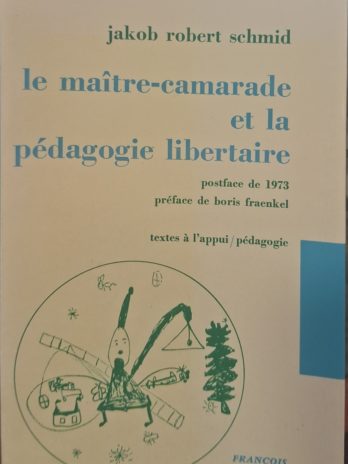 jakob robert schmid
le maître-camarade
et la
pédagogie libertaire
postface de 1973
préface de boris fraenkel
textes à l'appui/pédagogie
FRANÇOIS